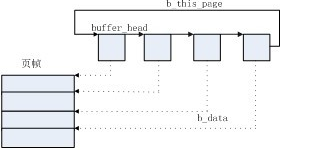 b_this_page
buffer_head
页帧
b_data